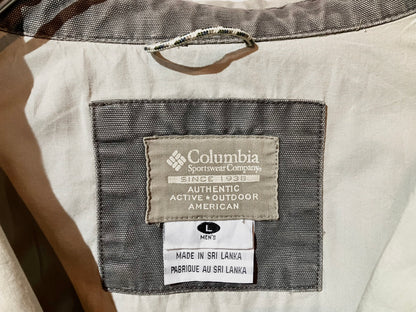 Columbia
Sportswear Company®
SINCE 1938
AUTHENTIC
ACTIVE ★ OUTDOOR
AMERICAN
L
MEN'S
MADE IN SRI LANKA
FABRIQUE AU SRI LANKA